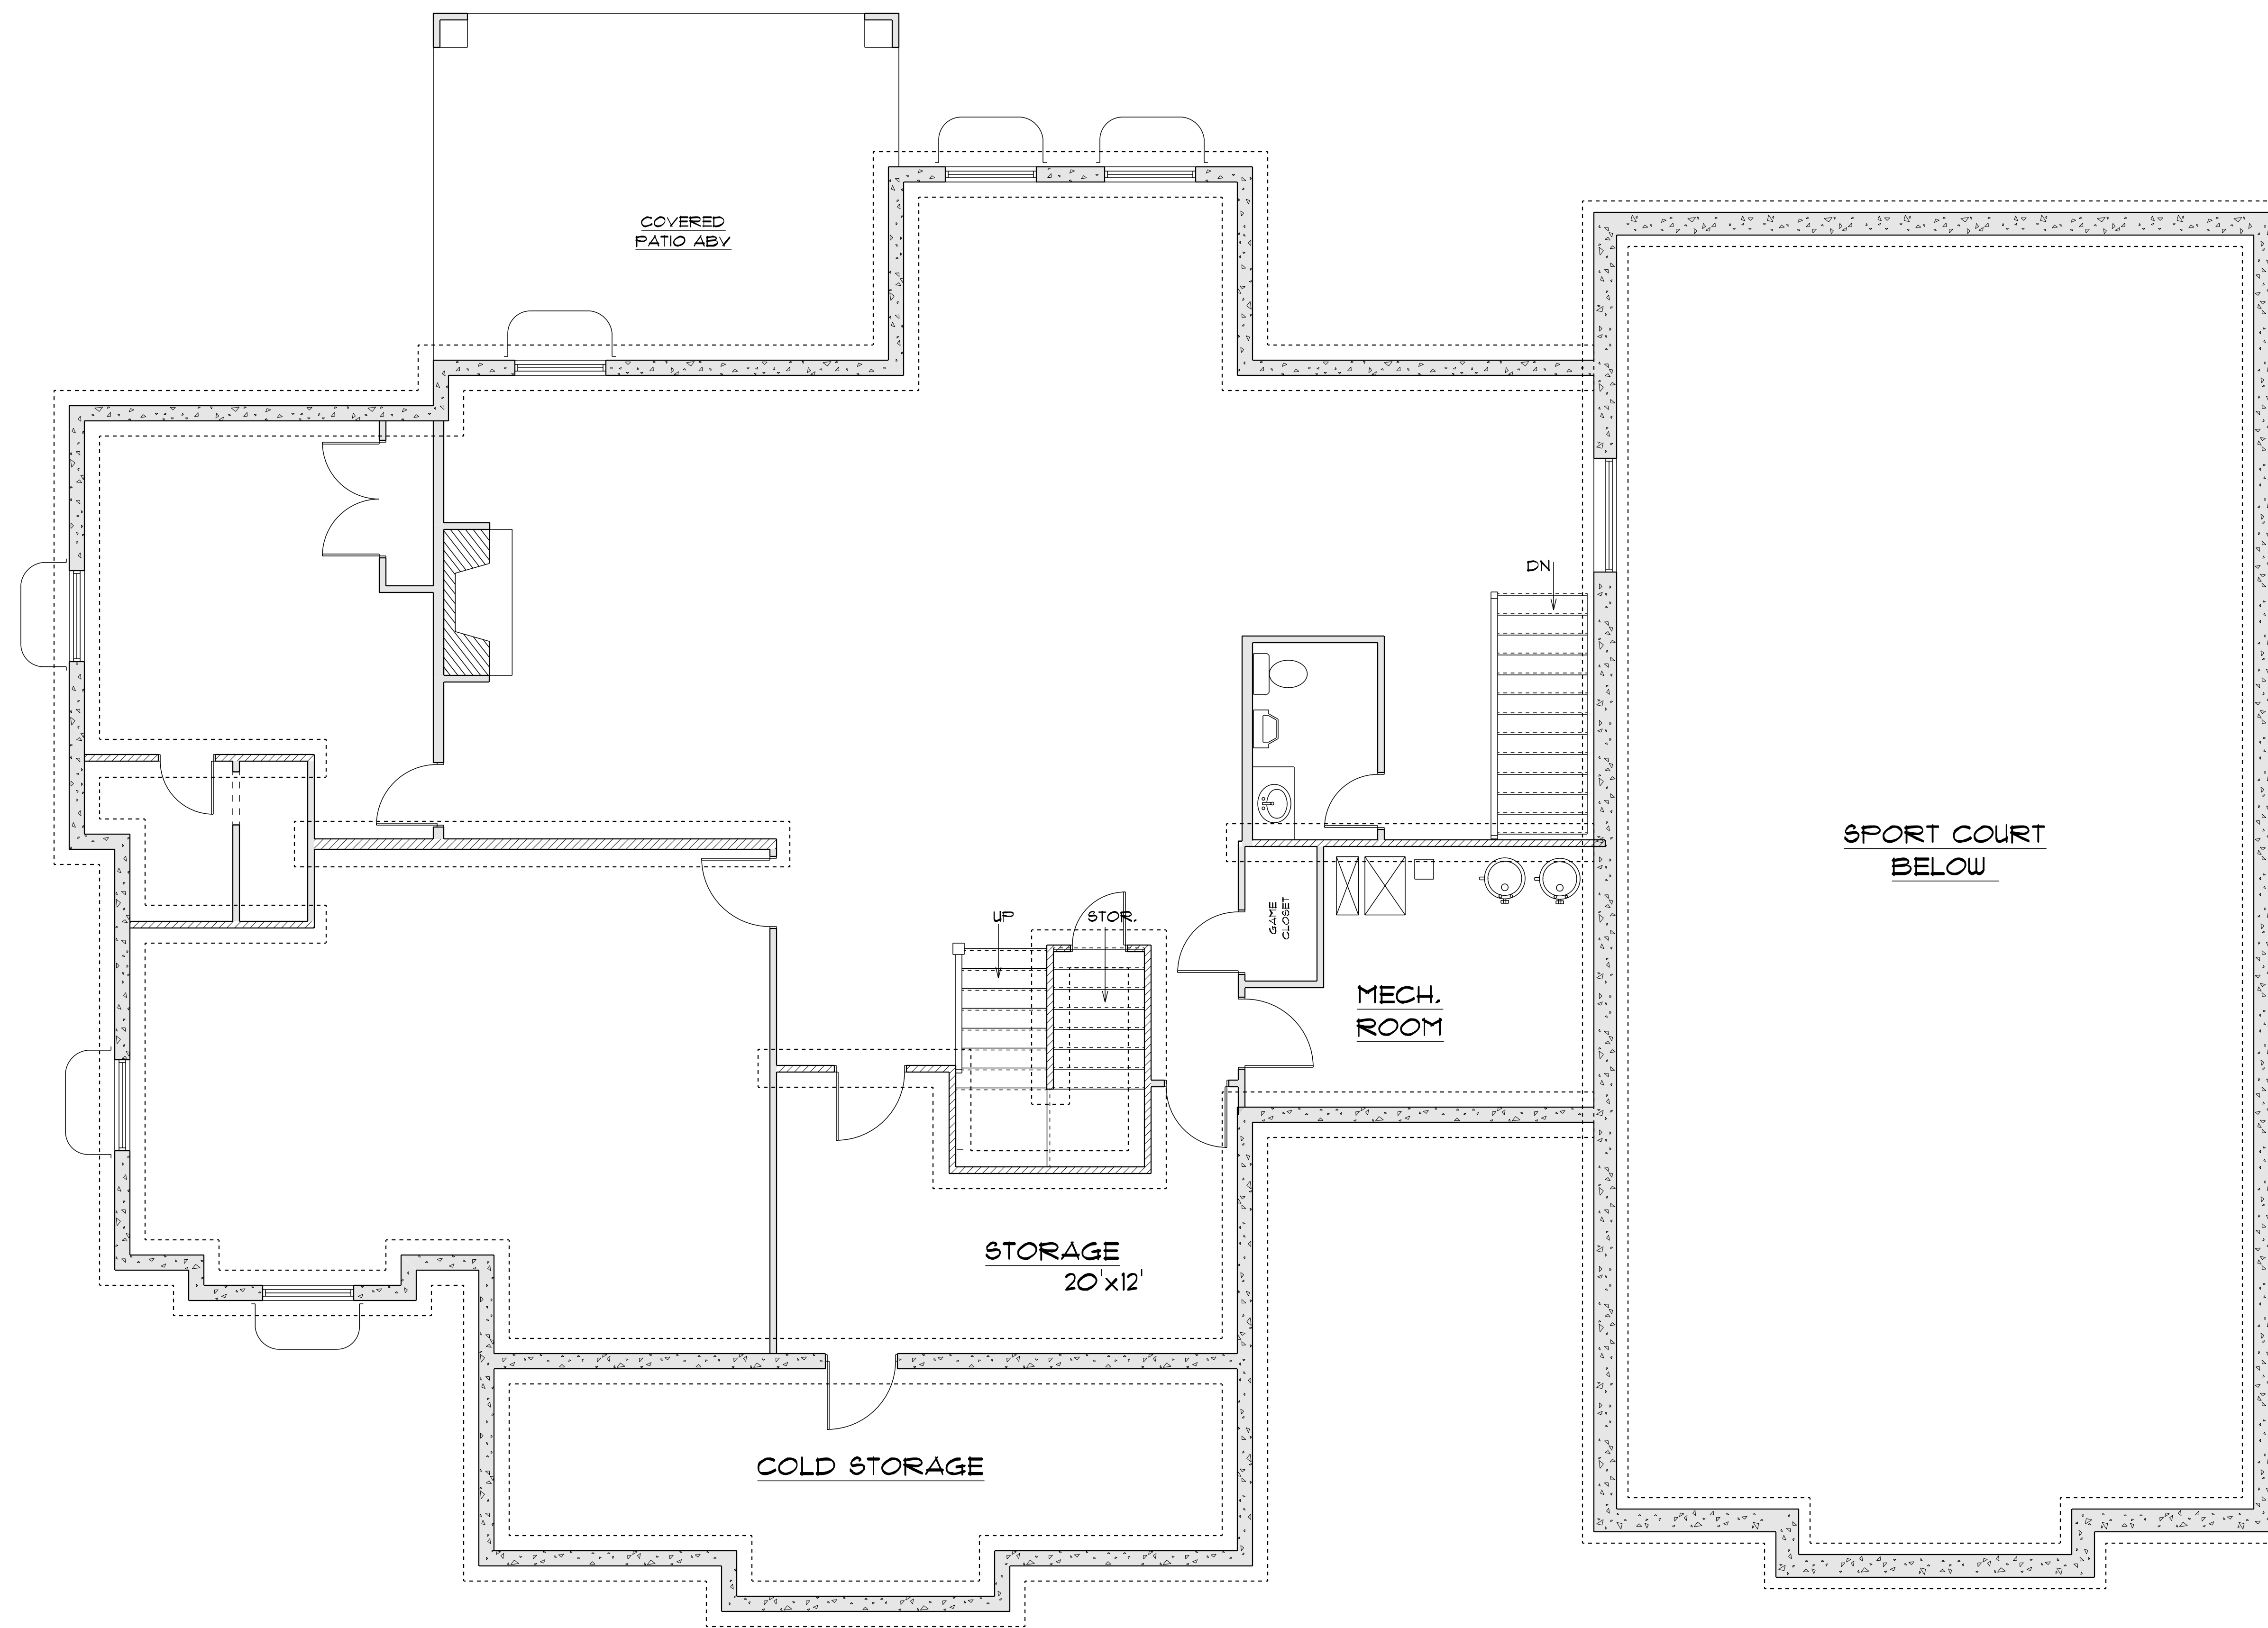 COVERED
PATIO ABV
DN
SPORT COURT
BELOW
UP
STOR.
GAME
CLOSET
MECH.
ROOM
STORAGE
20'x12'
COLD STORAGE